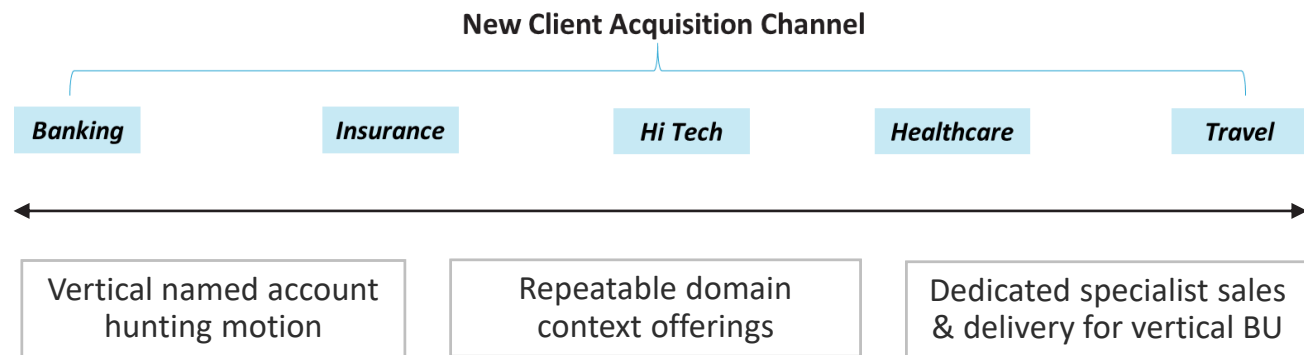 New Client Acquisition Channel
Banking
Insurance
Hi Tech
Healthcare
Travel
Vertical named account
hunting motion
Repeatable domain
context offerings
Dedicated specialist sales
& delivery for vertical BU